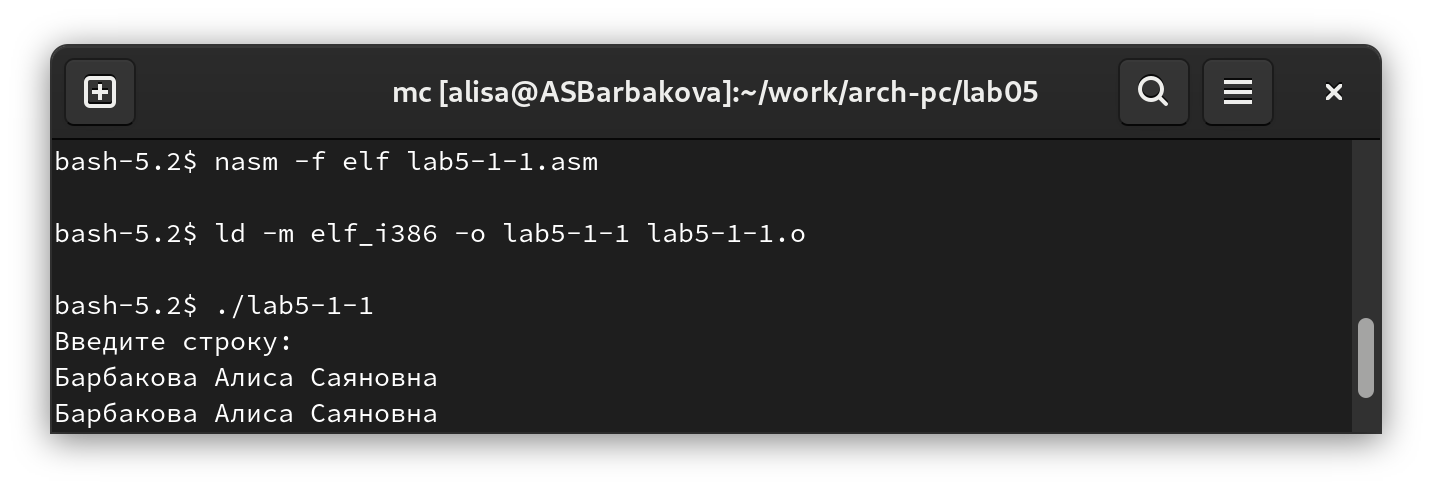 mc [alisa@ASBarbakova]:~/work/arch-pc/lab05
bash-5.2$ nasm -f elf lab5-1-1.asm
bash-5.2$ ld -m elf_i386 -o lab5-1-1 lab5-1-1.o
bash-5.2$ ./lab5-1-1
Введите строку:
Барбакова Алиса Саяновна
Барбакова Алиса Саяновна